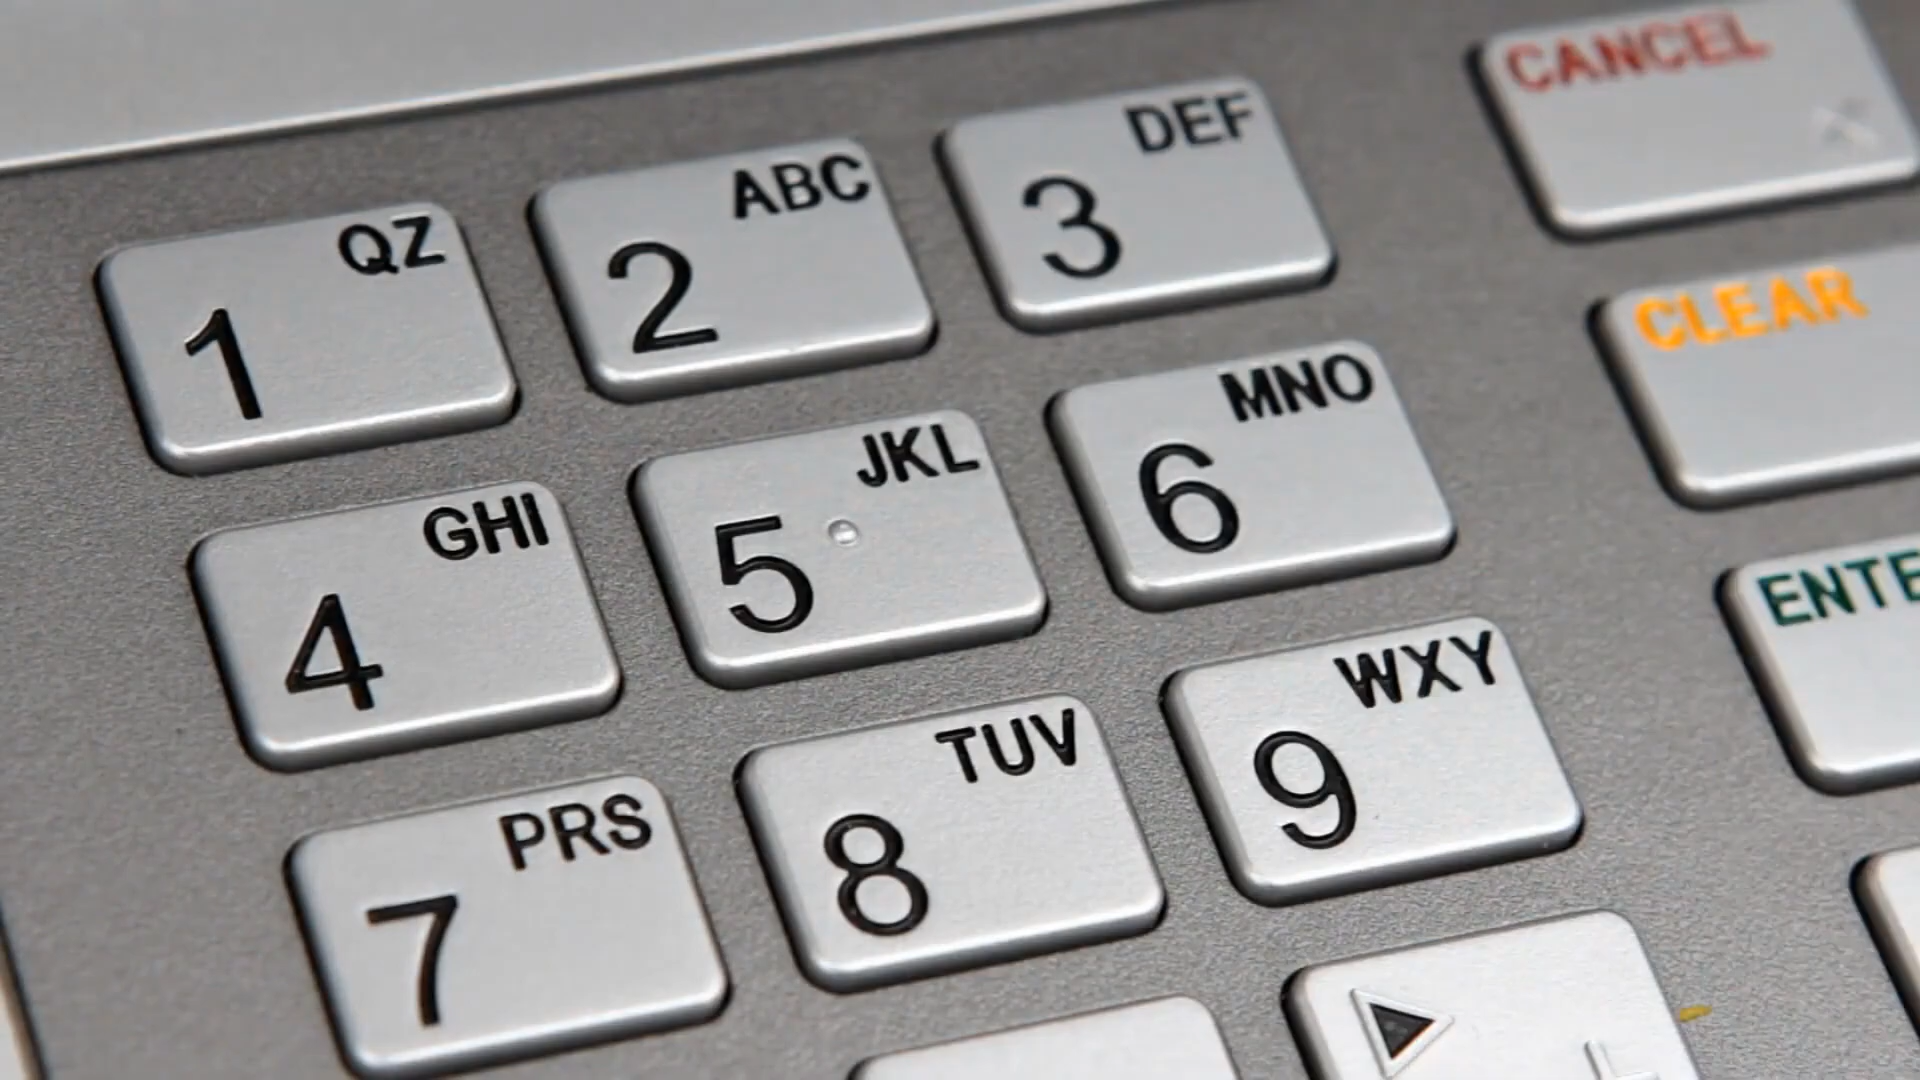 QZ
1
ABC
2
DEF
3
CANCEL
GHI
4
JKL
5
MNO
6
CLEAR
PRS
7
TUV
8
WXY
9
ENTE